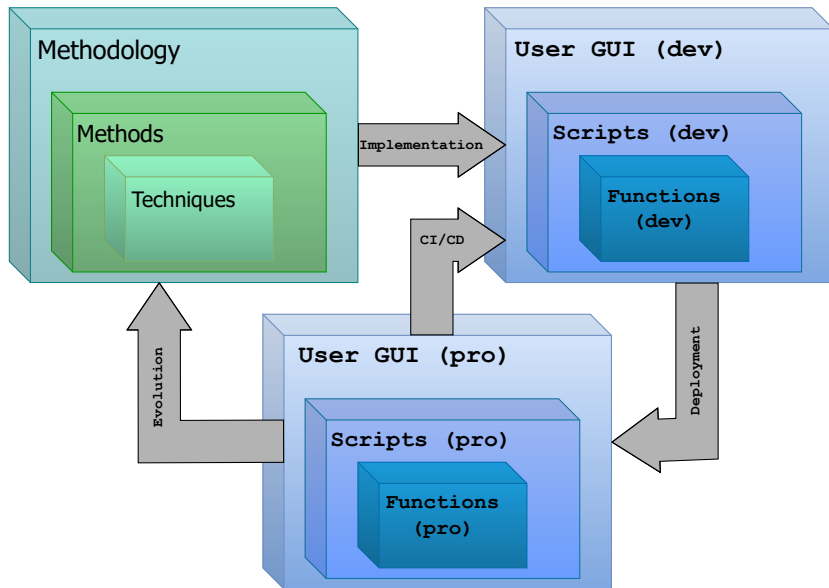 Methodology
Methods
Techniques
Implementation
User GUI (dev)
Scripts (dev)
Functions
(dev)
CI/CD
Deployment
Evolution
User GUI (pro)
Scripts (pro)
Functions
(pro)